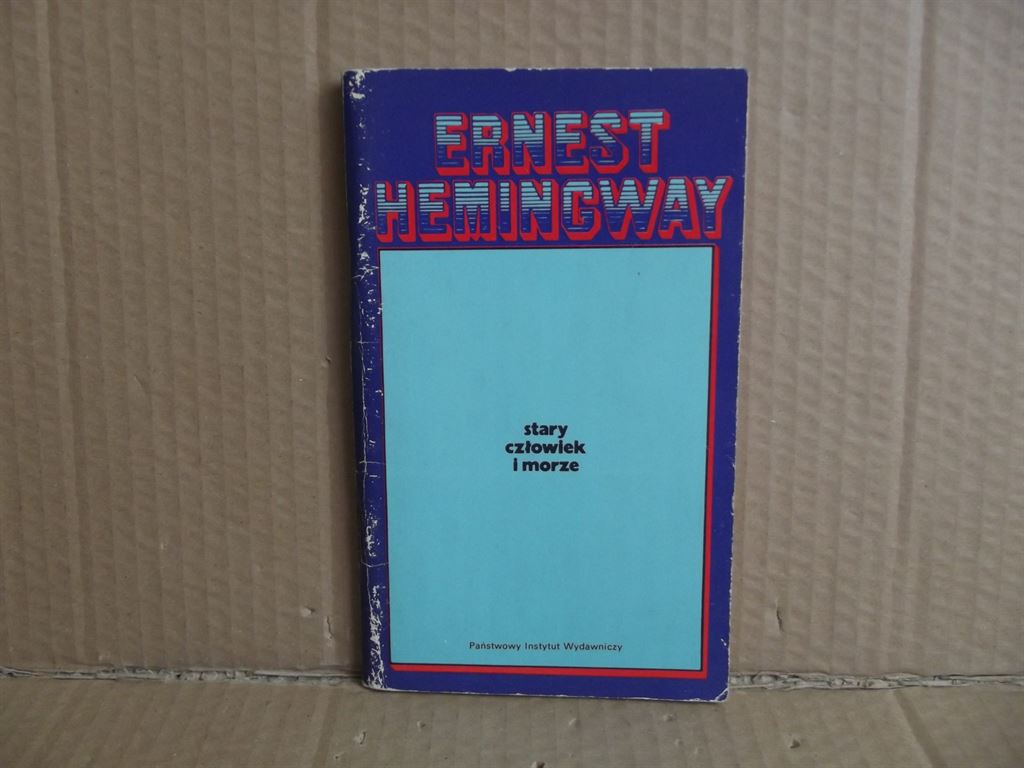 ERNEST
HEMINGWAY
stary
człowiek
i morze
Państwowy Instytut Wydawniczy